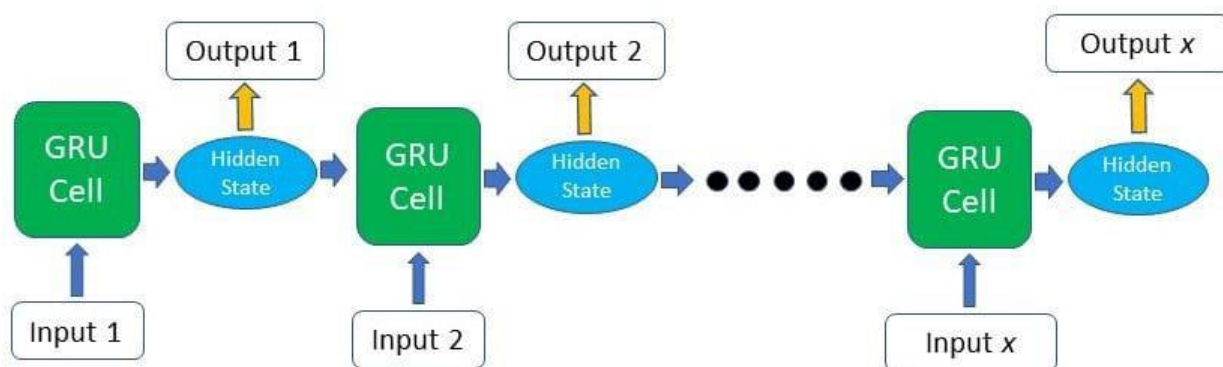 Output 1
Output 2
Output x
GRU
Cell
Hidden
State
GRU
Cell
Hidden
State
GRU
Cell
Hidden
State
Input 1
Input 2
Input x